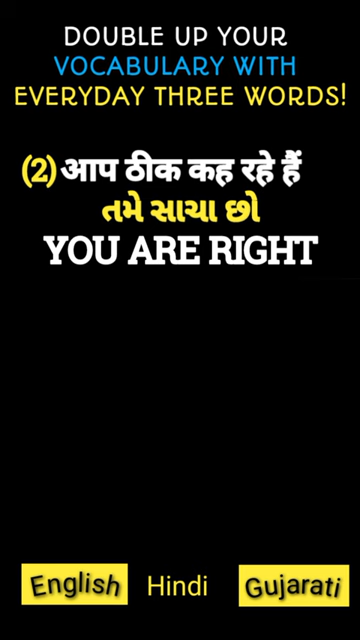 DOUBLE UP YOUR
VOCABULARY WITH
EVERYDAY THREE WORDS!
(2) आप ठीक कह रहे हैं
તમે સાચા છો
YOU ARE RIGHT
English Hindi Gujarati